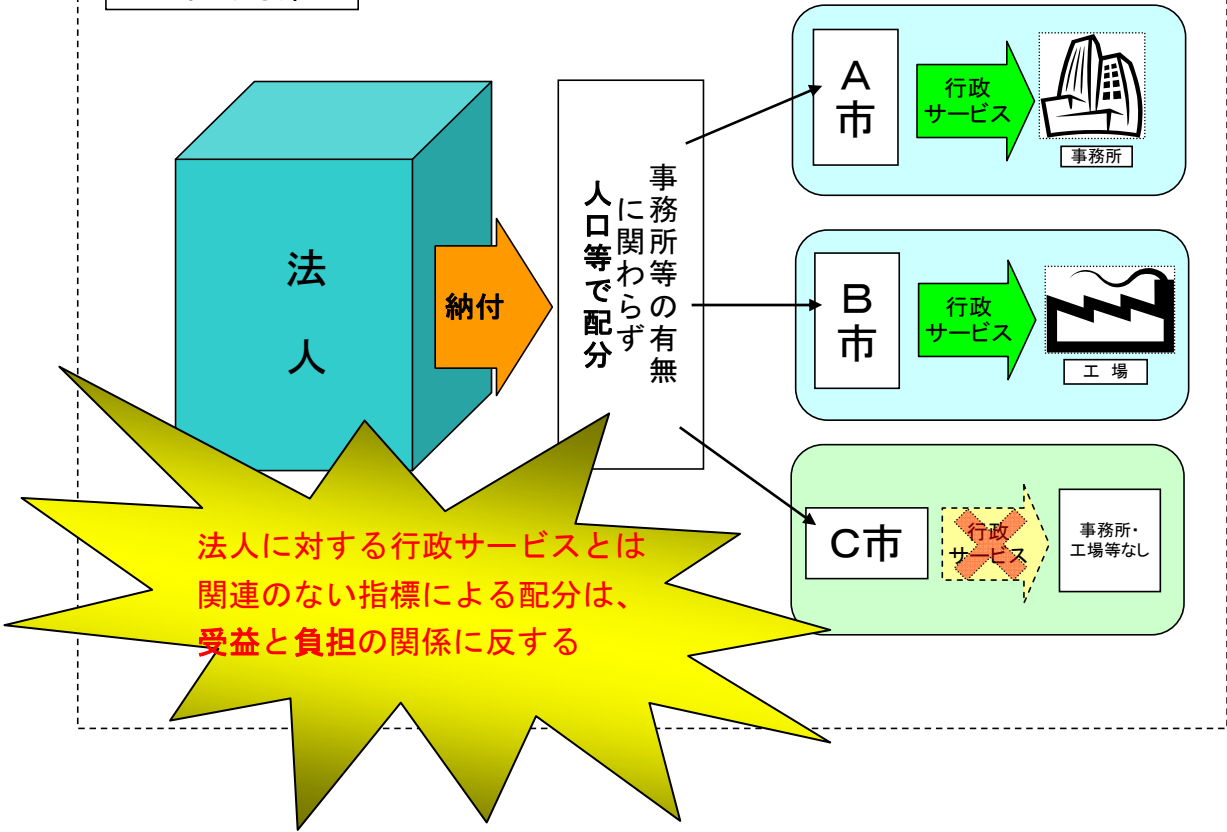 法
人
納付
事務所等の有無
に関わらず
人口等で配分
A
市
行政
サービス
事務所
B
市
行政
サービス
工 場
C市
行政
サービス
事務所・
工場等なし
法人に対する行政サービスとは
関連のない指標による配分は、
受益と負担の関係に反する